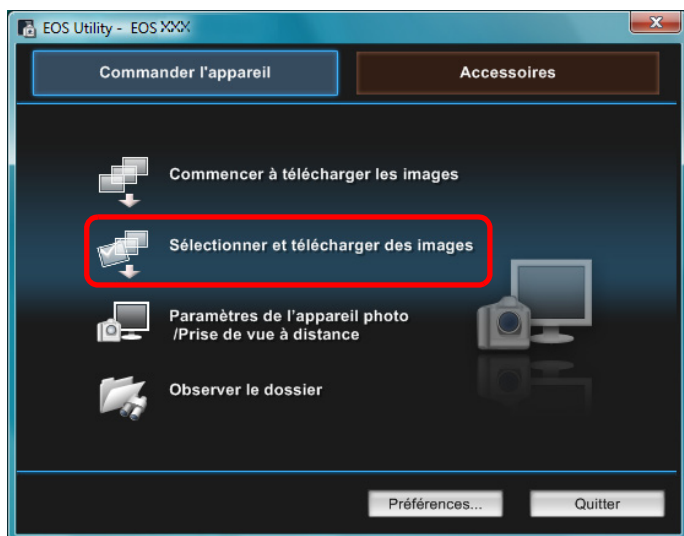 EOS Utility - EOS XXX
Commander l'appareil
Accessoires
Commencer à télécharger les images
Sélectionner et télécharger des images
Paramètres de l'appareil photo
/Prise de vue à distance
Observer le dossier
Préférences...
Quitter